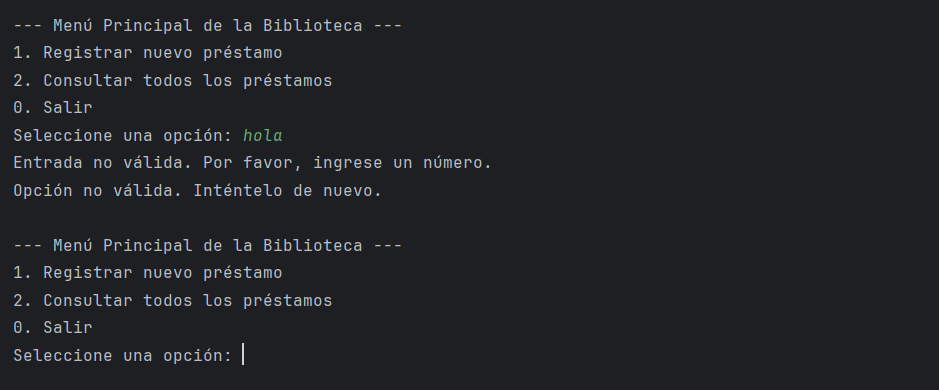 --- Menú Principal de la Biblioteca ---
1. Registrar nuevo préstamo
2. Consultar todos los préstamos
0. Salir
Seleccione una opción: hola
Entrada no válida. Por favor, ingrese un número.
Opción no válida. Inténtelo de nuevo.
--- Menú Principal de la Biblioteca ---
1. Registrar nuevo préstamo
2. Consultar todos los préstamos
0. Salir
Seleccione una opción: